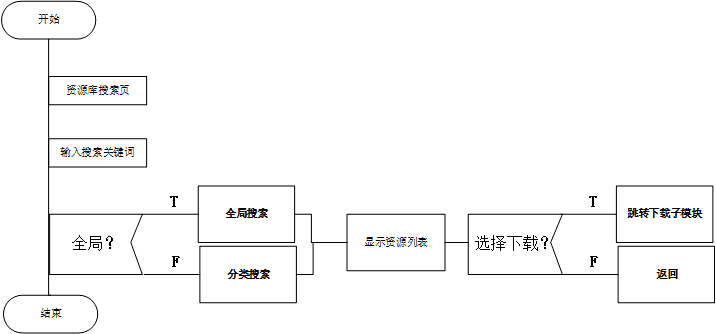 开始
资源库搜索页
输入搜索关键词
全局？
T
全局搜索
F
分类搜索
显示资源列表
选择下载？
T
跳转下载子模块
F
返回
结束